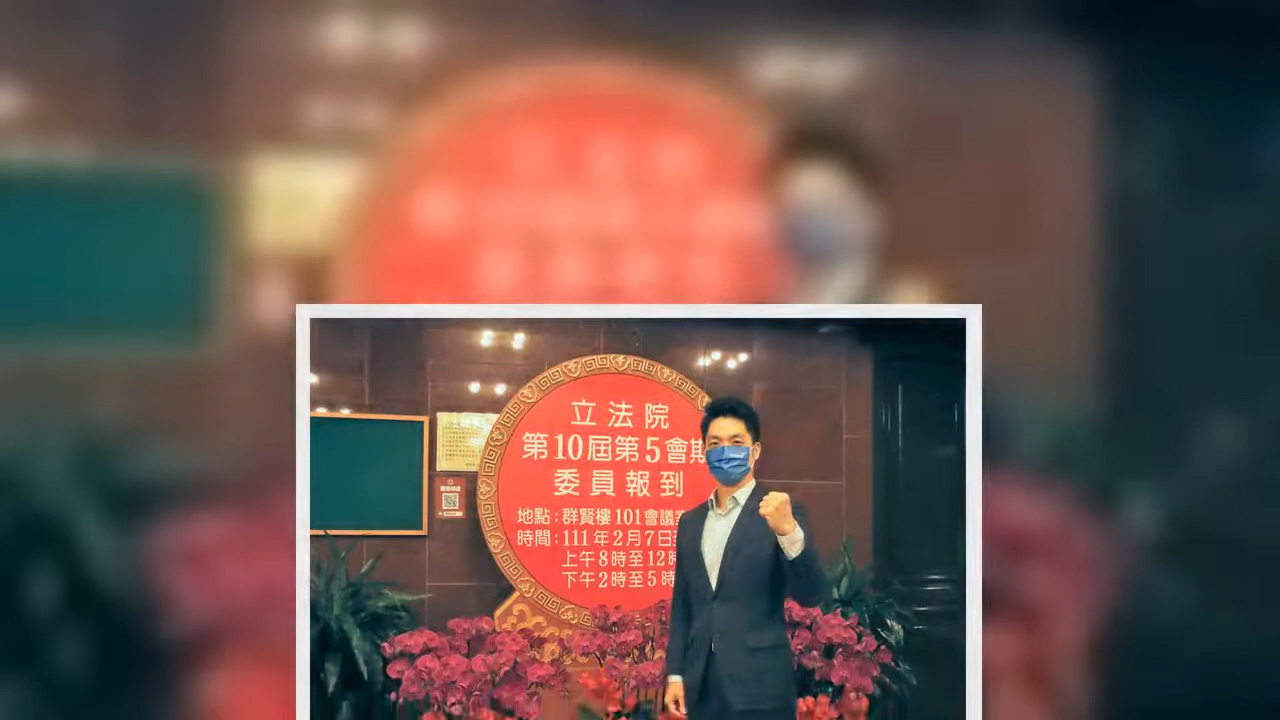 立法院
第10屆第5會期
委員報到
地點：群賢樓101會議
時間：111年2月7日
上午8時至12時
下午2時至5時